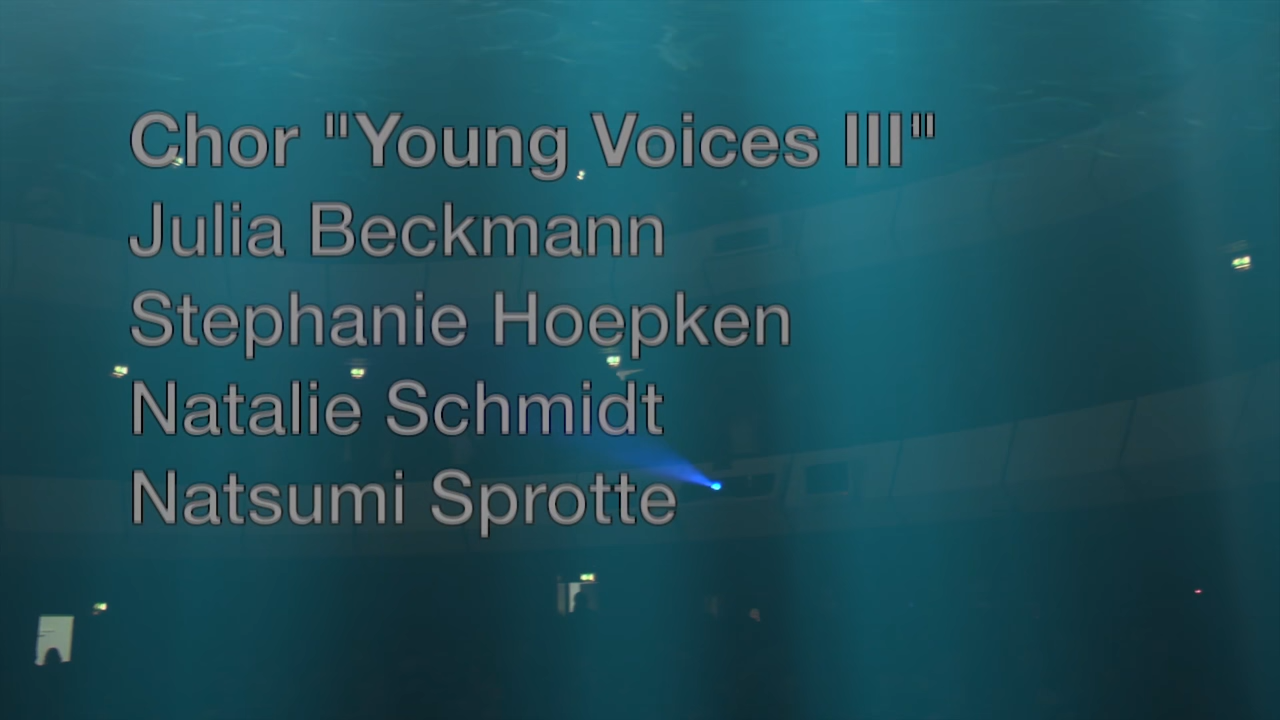 Chor "Young Voices III"
Julia Beckmann
Stephanie Hoepken
Natalie Schmidt
Natsumi Sprotte